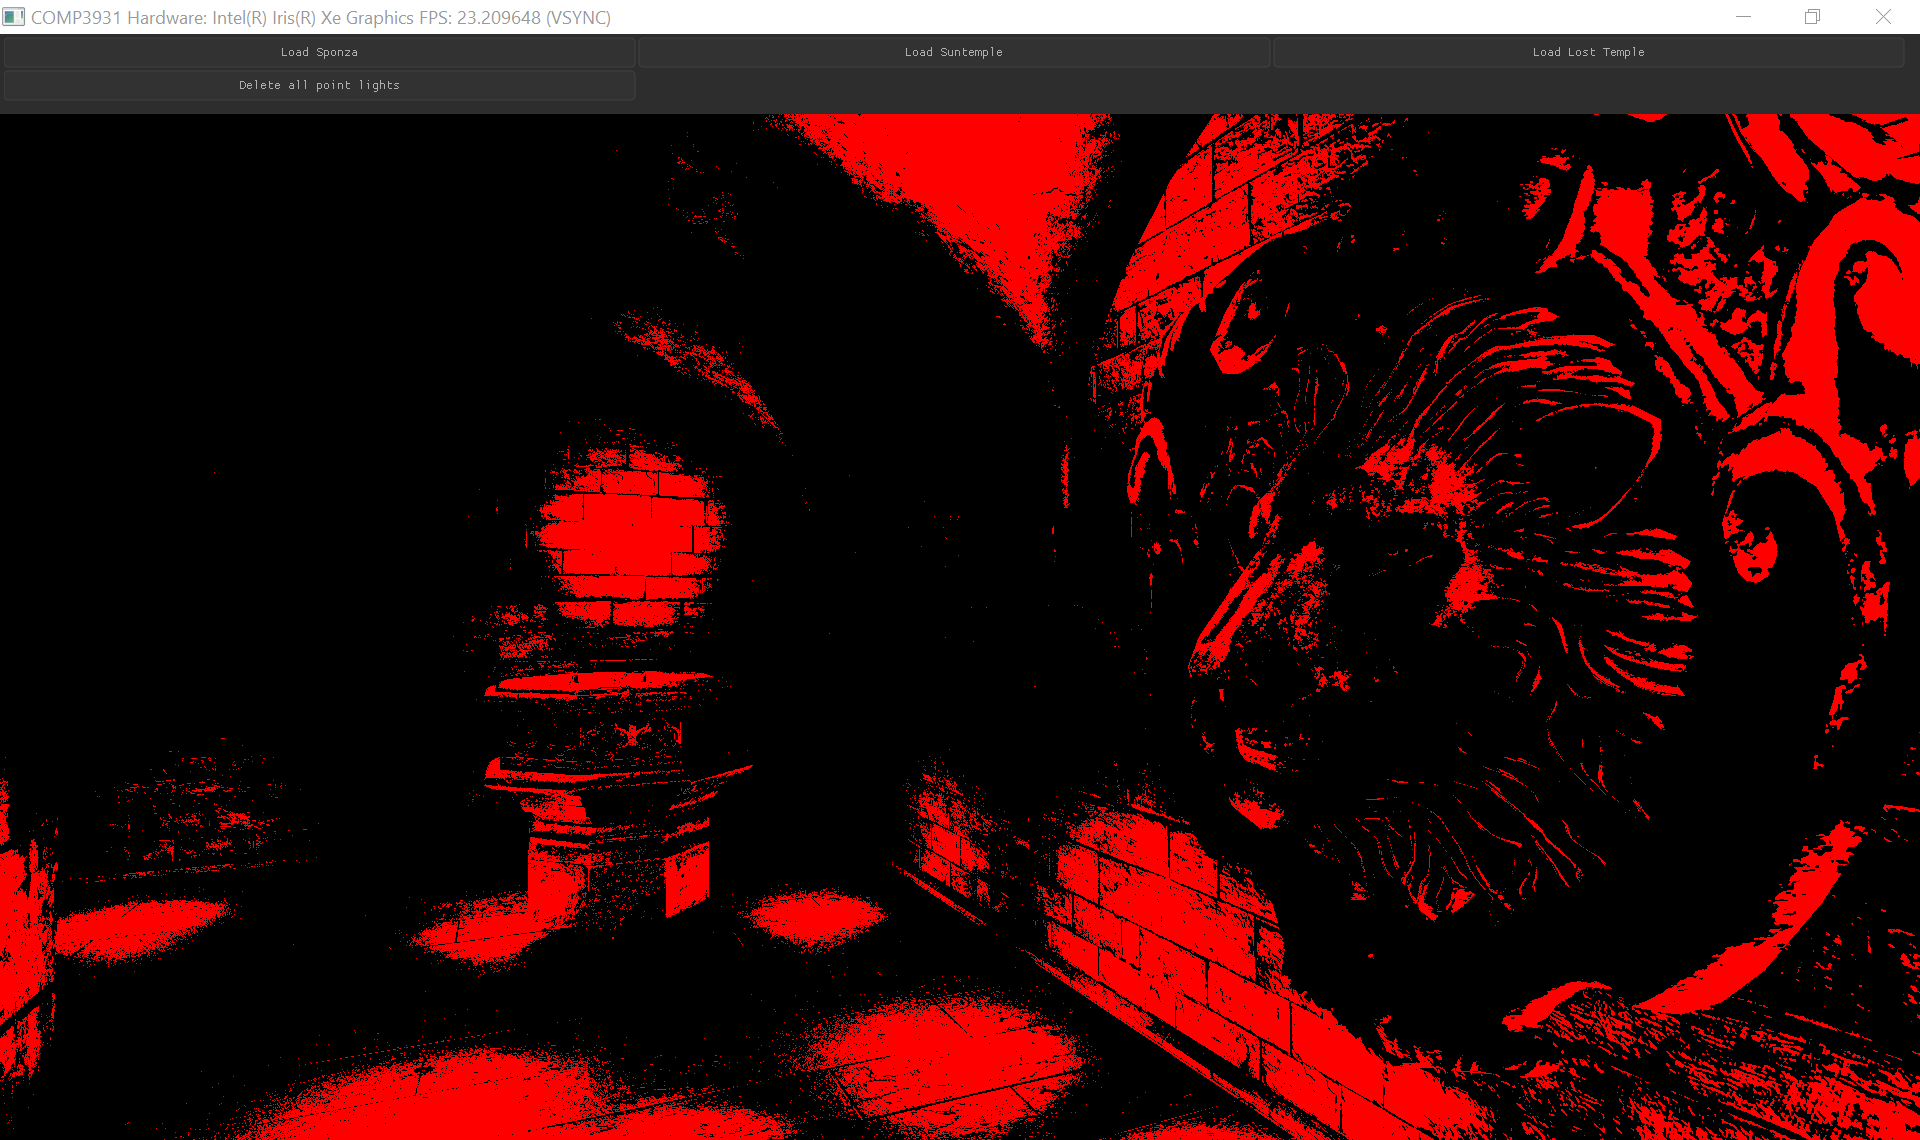 COMP3931 Hardware: Intel(R) Iris(R) Xe Graphics FPS: 23.209648 (VSYNC)
Load Sponza Load Suntemple Load Lost Temple
Delete all point lights